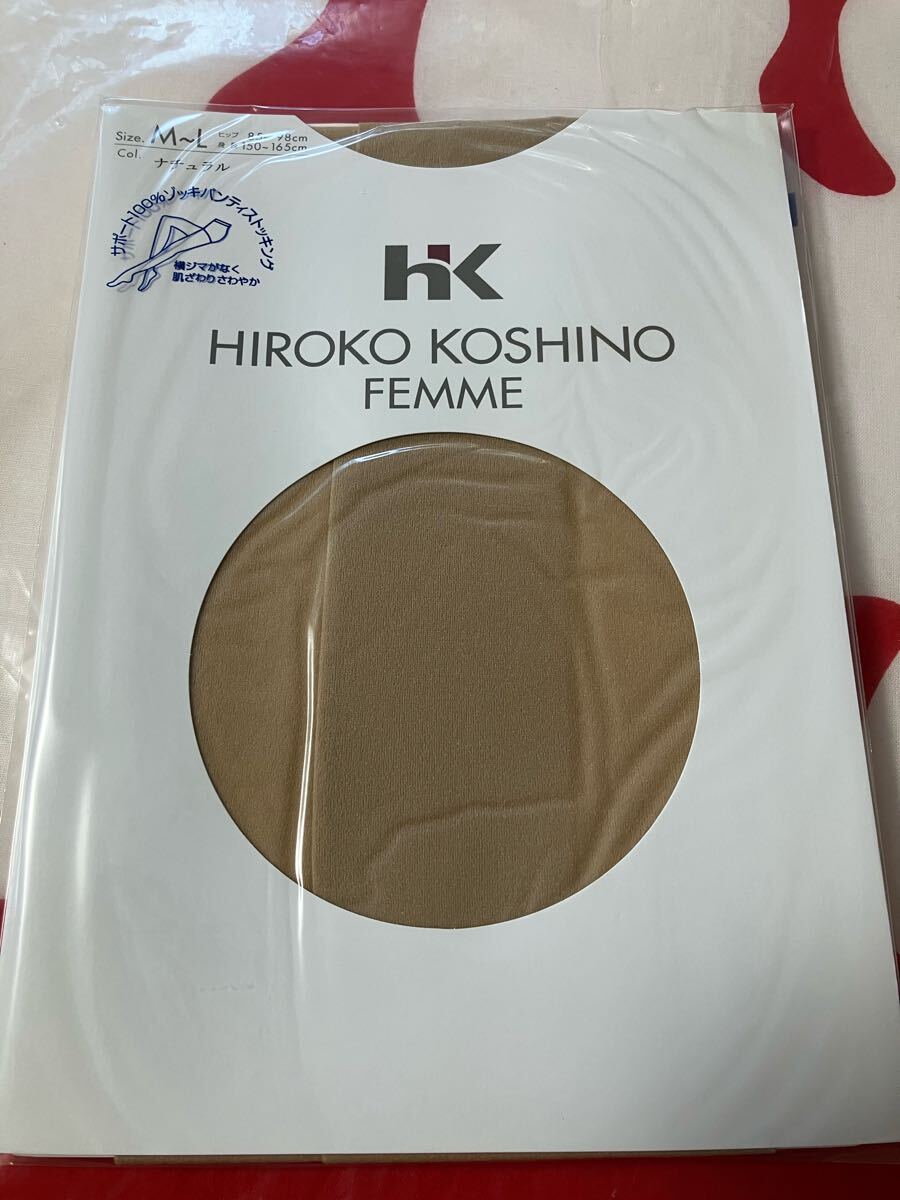 Size. M~L ヒップ 85~98cm
身長 150~165cm
Col. ナチュラル
サポート100%ゾッキパンティストッキング
横ジマがなく
肌ざわりさわやか
hK
HIROKO KOSHINO
FEMME